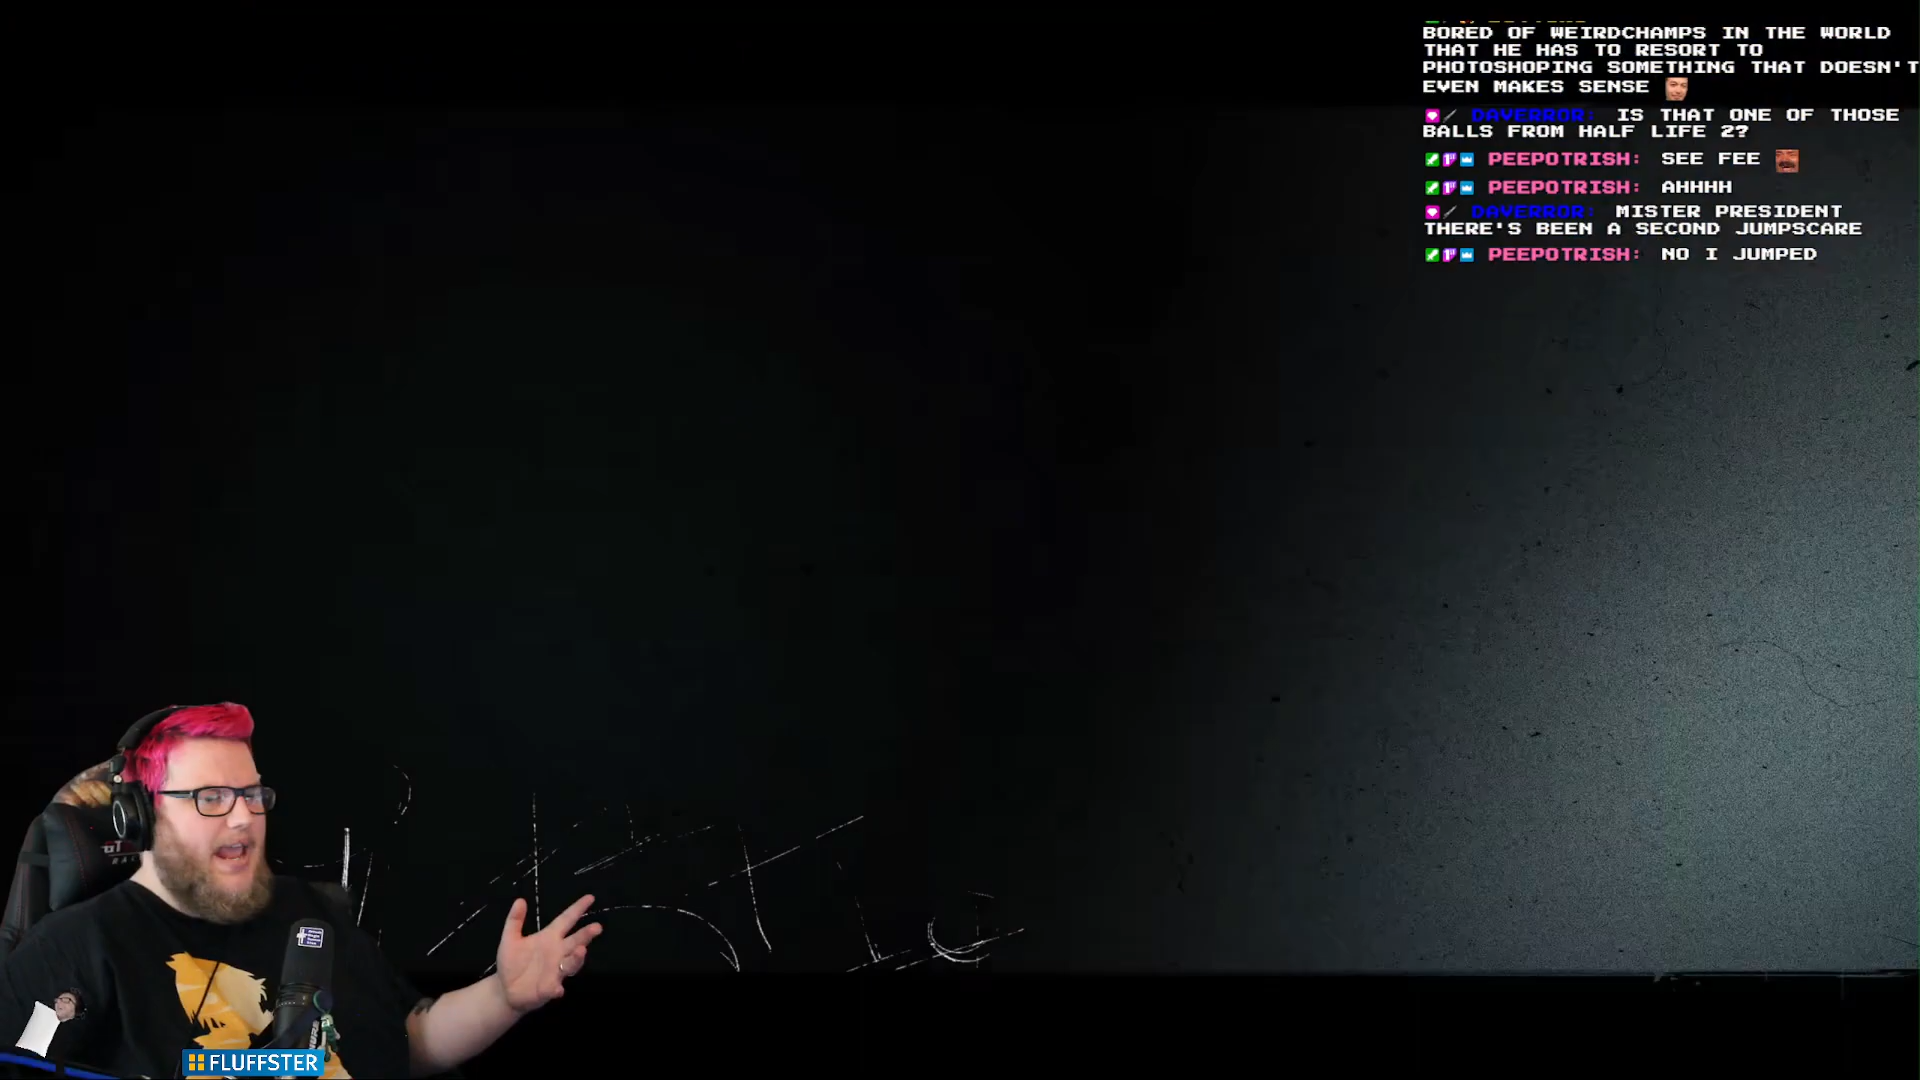 BORED OF WEIRDCHAMPS IN THE WORLD
THAT HE HAS TO RESORT TO
PHOTOSHOPING SOMETHING THAT DOESN'T
EVEN MAKES SENSE
DAVERROR: IS THAT ONE OF THOSE
BALLS FROM HALF LIFE 2?
PEEPOTRISH: SEE FEE
PEEPOTRISH: AHHHH
DAVERROR: MISTER PRESIDENT
THERE'S BEEN A SECOND JUMPSCARE
PEEPOTRISH: NO I JUMPED
FLUFFSTER